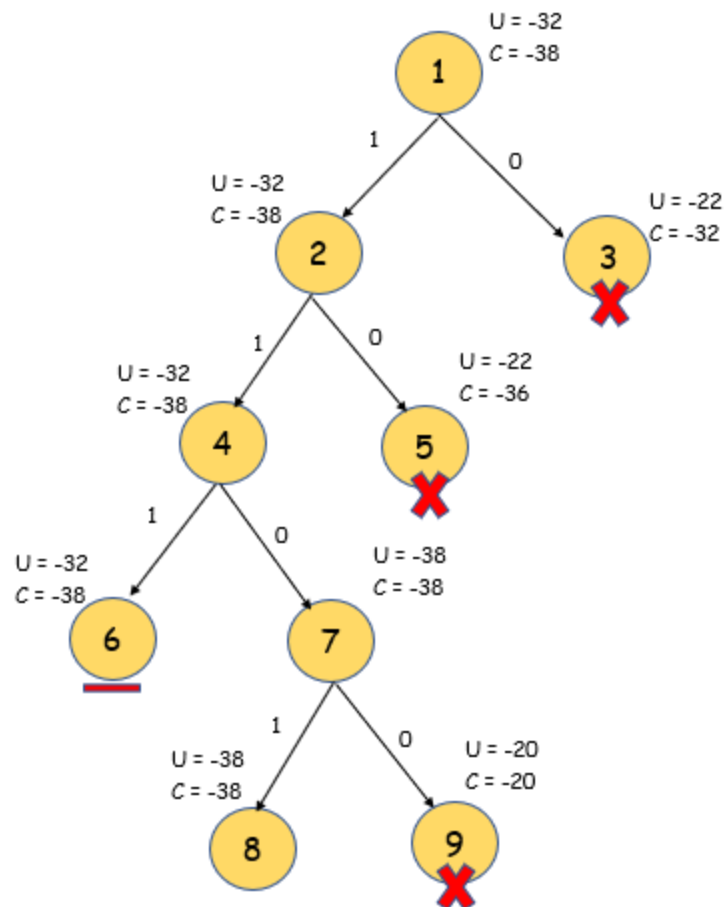 U = -32
C = -38
1
1
0
U = -32
C = -38
2
U = -22
C = -32
3
1
0
U = -32
C = -38
4
U = -22
C = -36
5
1
0
U = -32
C = -38
6
U = -38
C = -38
7
1
0
U = -38
C = -38
8
U = -20
C = -20
9